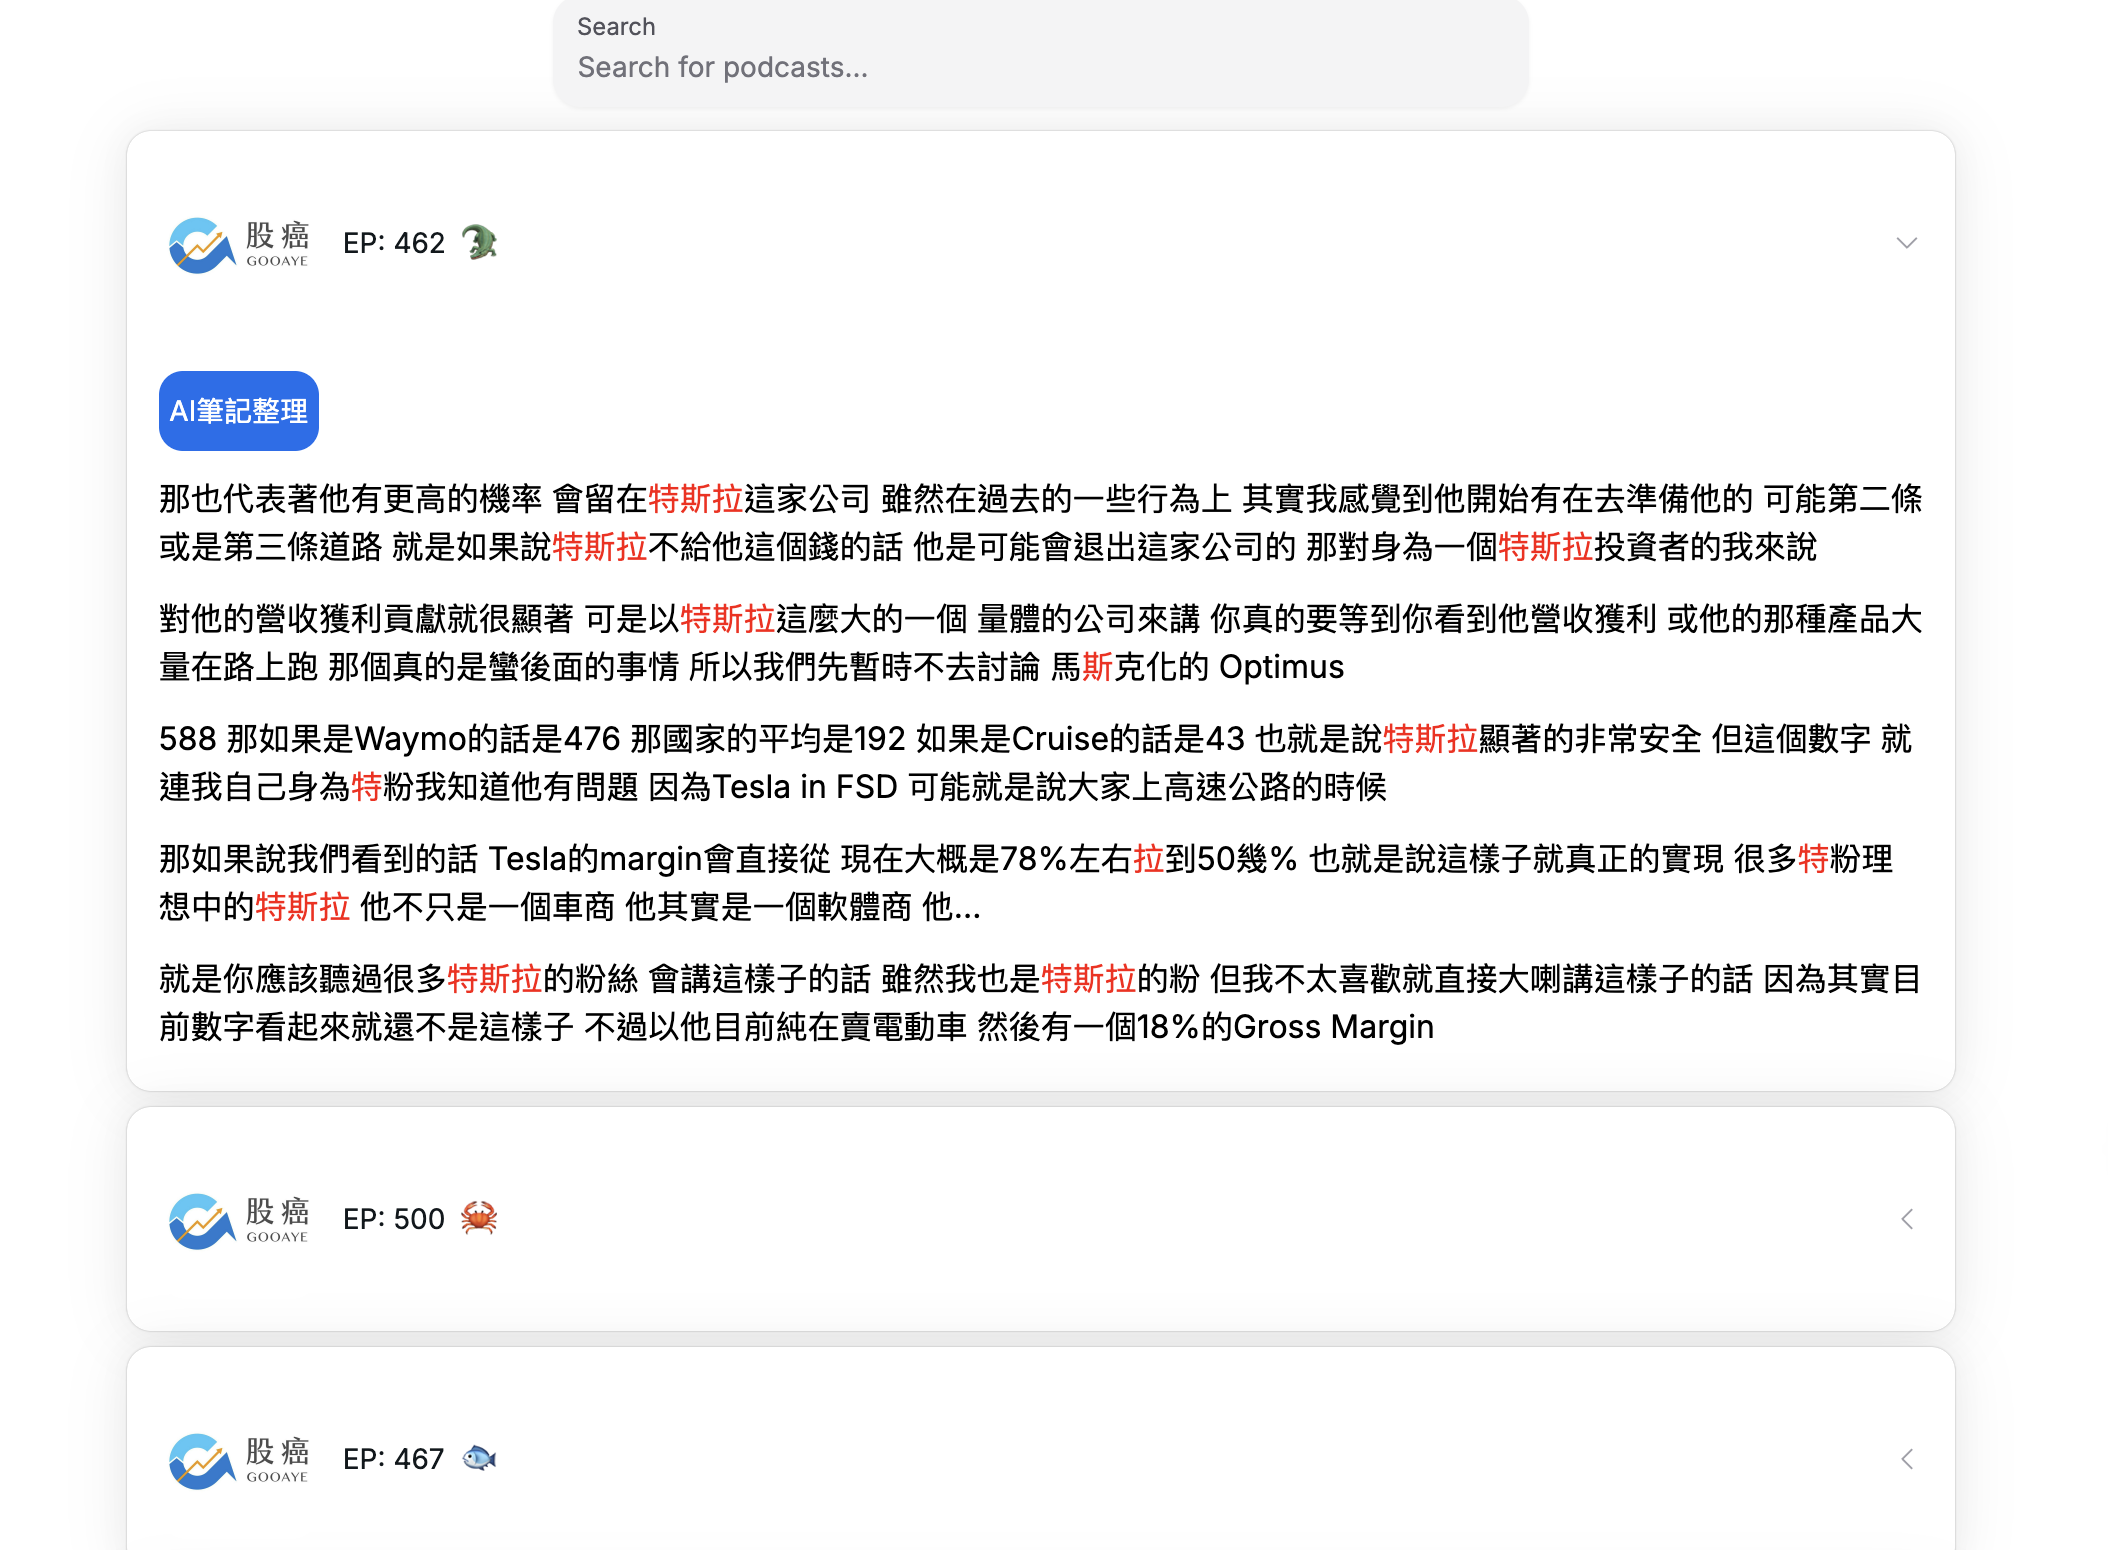 Search
Search for podcasts...
股癌
GOOAYE
EP: 462
AI筆記整理
那也代表著他有更高的機率 會留在特斯拉這家公司 雖然在過去的一些行為上 其實我感覺到他開始有在去準備他的 可能第二條
或是第三條道路 就是如果說特斯拉不給他這個錢的話 他是可能會退出這家公司的 那對身為一個特斯拉投資者的我來說
對他的營收獲利貢獻就很顯著 可是以特斯拉這麼大的一個 量體的公司來講 你真的要等到你看到他營收獲利 或他的那種產品大
量在路上跑 那個真的是蠻後面的事情 所以我們先暫時不去討論 馬斯克化的 Optimus
588 那如果是Waymo的話是476 那國家的平均是192 如果是Cruise的話是43 也就是說特斯拉顯著的非常安全 但這個數字 就
連我自己身為特粉我知道他有問題 因為Tesla in FSD 可能就是說大家上高速公路的時候
那如果說我們看到的話 Tesla的margin會直接從 現在大概是78%左右拉到50幾% 也就是說這樣子就真正的實現 很多特粉理
想中的特斯拉 他不只是一個車商 他其實是一個軟體商 他...
就是你應該聽過很多特斯拉的粉絲 會講這樣子的話 雖然我也是特斯拉的粉 但我不太喜歡就直接大喇講這樣子的話 因為其實目
前數字看起來就還不是這樣子 不過以他目前純在賣電動車 然後有一個18%的Gross Margin
股癌
GOOAYE
EP: 500
股癌
GOOAYE
EP: 467